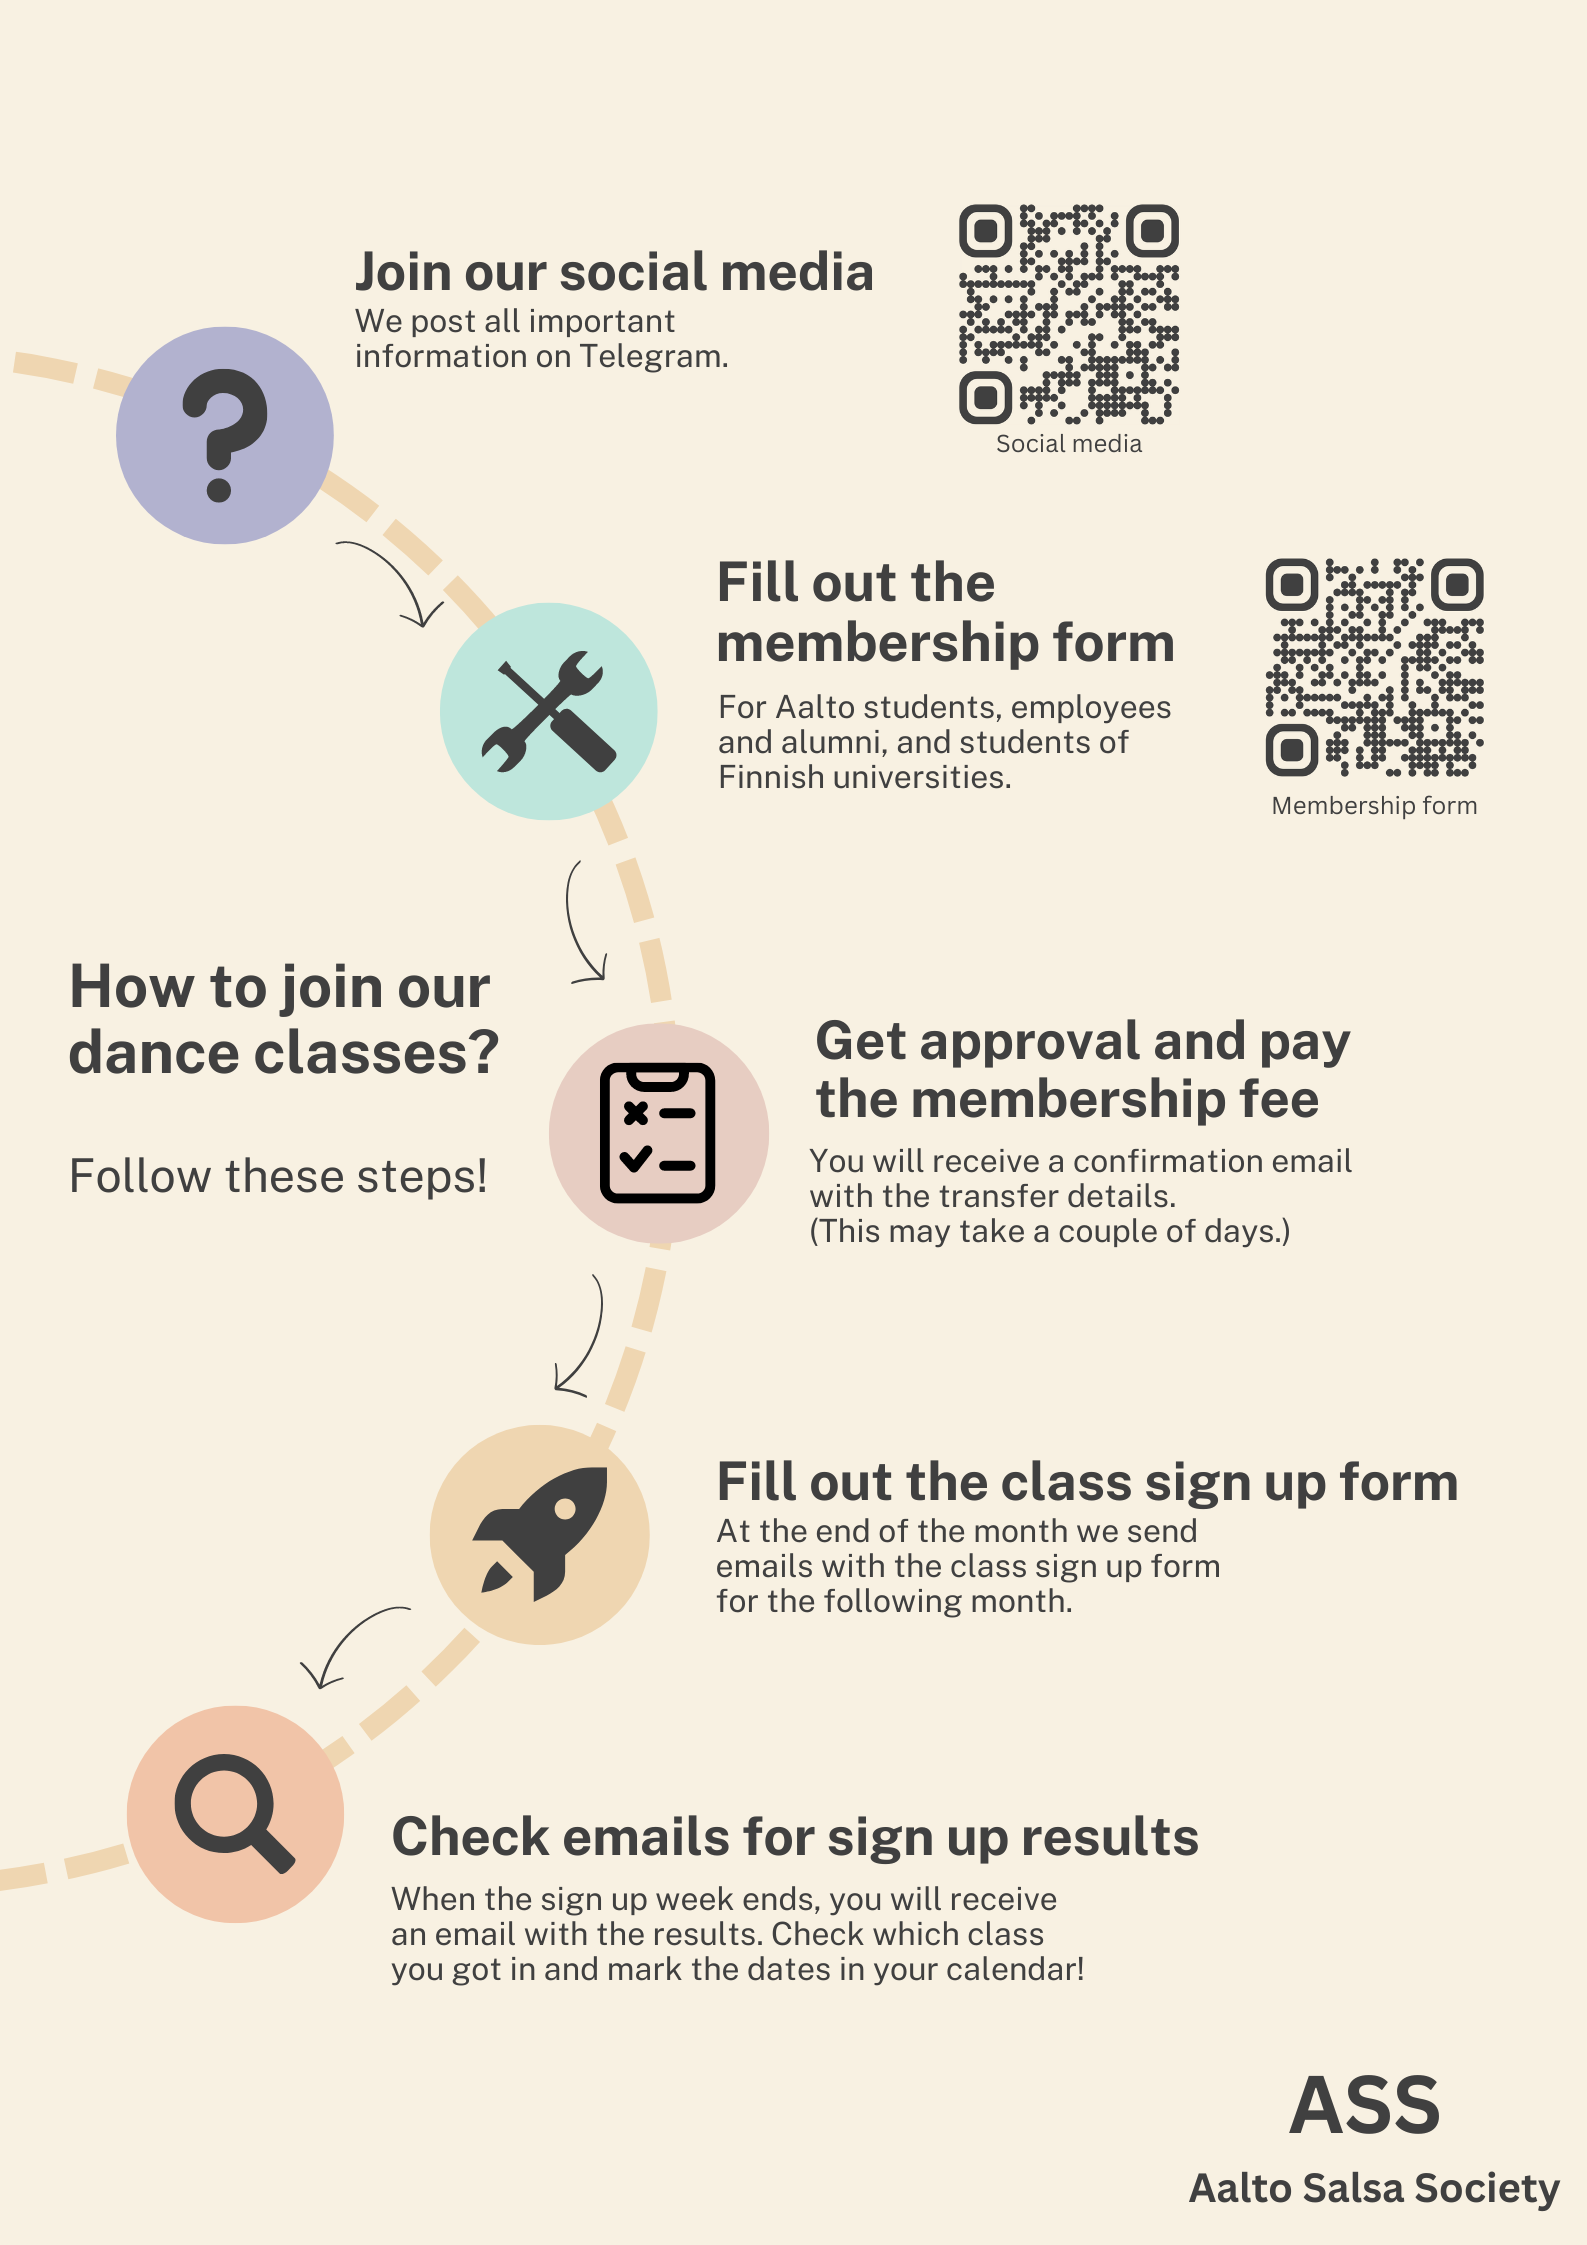 Join our social media
We post all important
information on Telegram.
Social media
Fill out the
membership form
For Aalto students, employees
and alumni, and students of
Finnish universities.
Membership form
How to join our
dance classes?
Follow these steps!
Get approval and pay
the membership fee
You will receive a confirmation email
with the transfer details.
(This may take a couple of days.)
Fill out the class sign up form
At the end of the month we send
emails with the class sign up form
for the following month.
Check emails for sign up results
When the sign up week ends, you will receive
an email with the results. Check which class
you got in and mark the dates in your calendar!
ASS
Aalto Salsa Society